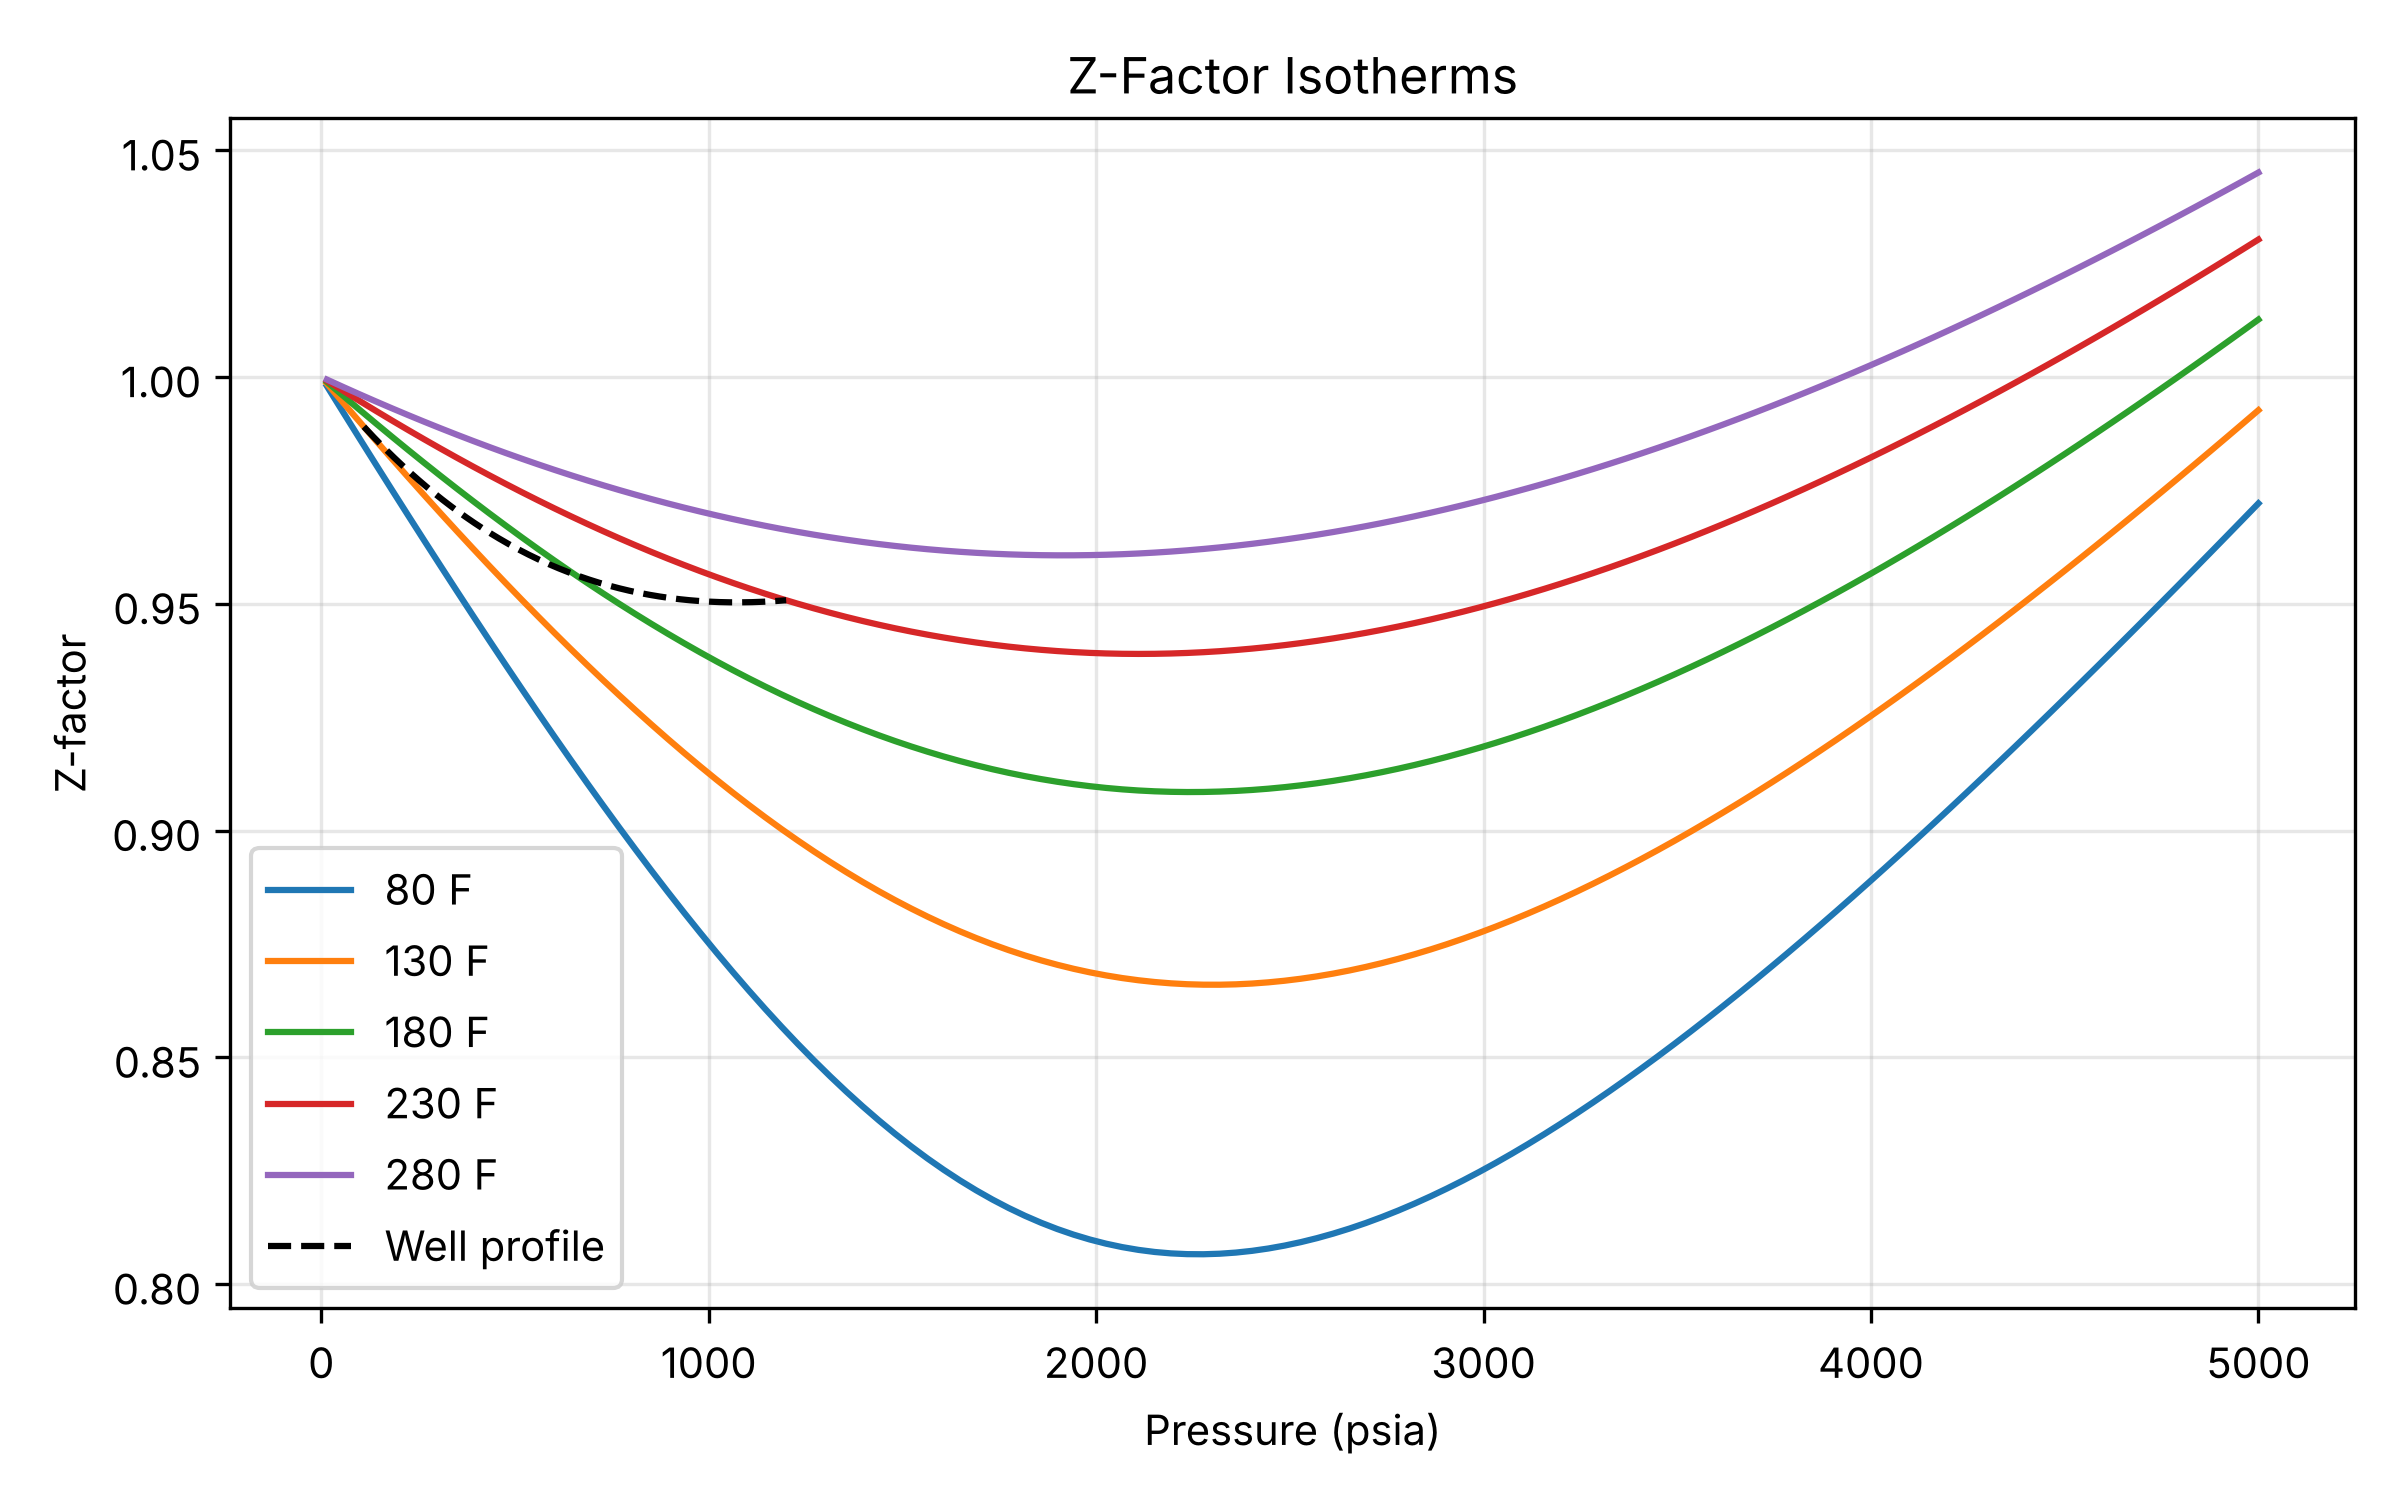 Z-Factor Isotherms
1.05
1.00
0.95
0.90
0.85
0.80
Z-factor
80 F
130 F
180 F
230 F
280 F
Well profile
0 1000 2000 3000 4000 5000
Pressure (psia)